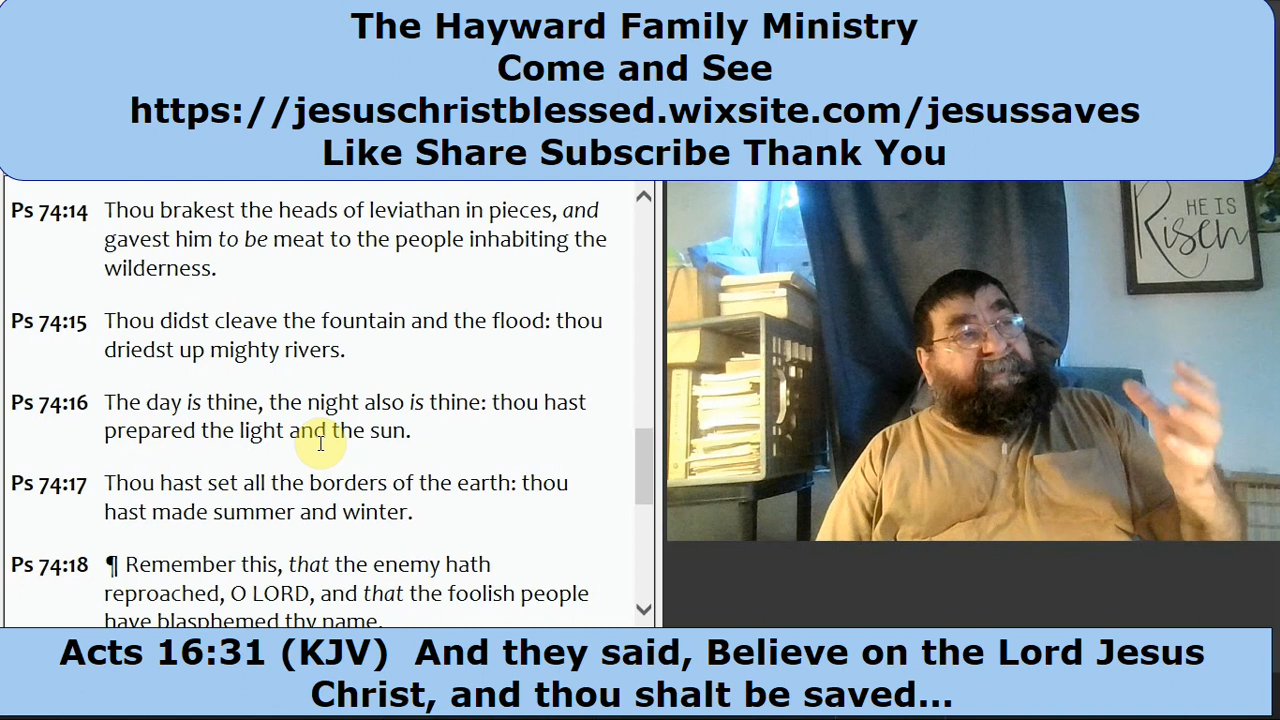 The Hayward Family Ministry
Come and See
https://jesuschristblessed.wixsite.com/jesussaves
Like Share Subscribe Thank You
Ps 74:14 Thou brakest the heads of leviathan in pieces, and
gavest him to be meat to the people inhabiting the
wilderness.
Ps 74:15 Thou didst cleave the fountain and the flood: thou
driedst up mighty rivers.
Ps 74:16 The day is thine, the night also is thine: thou hast
prepared the light and the sun.
Ps 74:17 Thou hast set all the borders of the earth: thou
hast made summer and winter.
Ps 74:18 ¶ Remember this, that the enemy hath
reproached, O LORD, and that the foolish people
have blasphemed thy name.
HE IS
Risen
Acts 16:31 (KJV) And they said, Believe on the Lord Jesus
Christ, and thou shalt be saved...